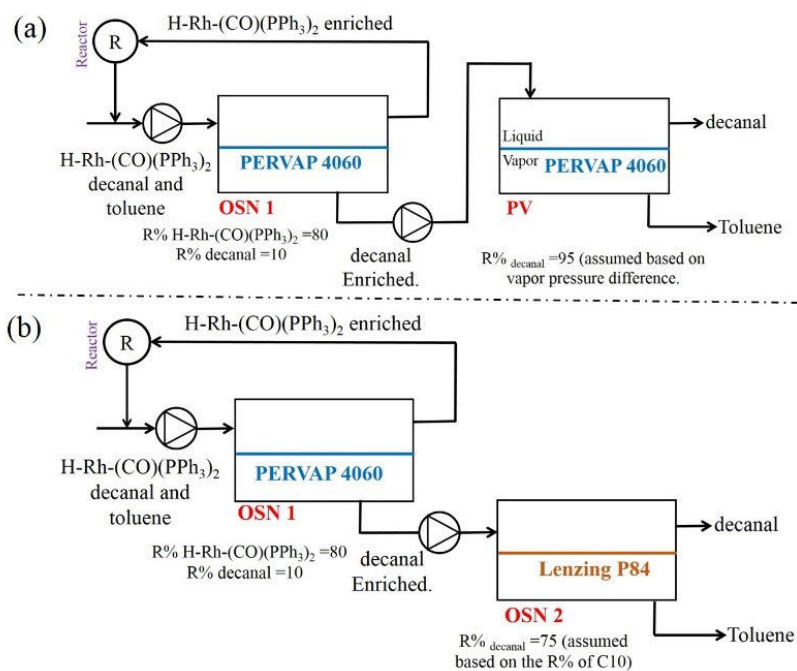 (a)
H-Rh-(CO)(PPh₃)₂ enriched
Reactor
R
H-Rh-(CO)(PPh₃)₂
decanal and
toluene
PERVAP 4060
OSN 1
R% H-Rh-(CO)(PPh₃)₂ =80
R% decanal =10
decanal
Enriched.
Liquid
Vapor
PERVAP 4060
PV
decanal
Toluene
R% decanal =95 (assumed based on
vapor pressure difference.
(b)
H-Rh-(CO)(PPh₃)₂ enriched
Reactor
R
H-Rh-(CO)(PPh₃)₂
decanal and
toluene
PERVAP 4060
OSN 1
R% H-Rh-(CO)(PPh₃)₂ =80
R% decanal =10
decanal
Enriched.
Lenzing P84
OSN 2
decanal
Toluene
R% decanal =75 (assumed
based on the R% of C10)